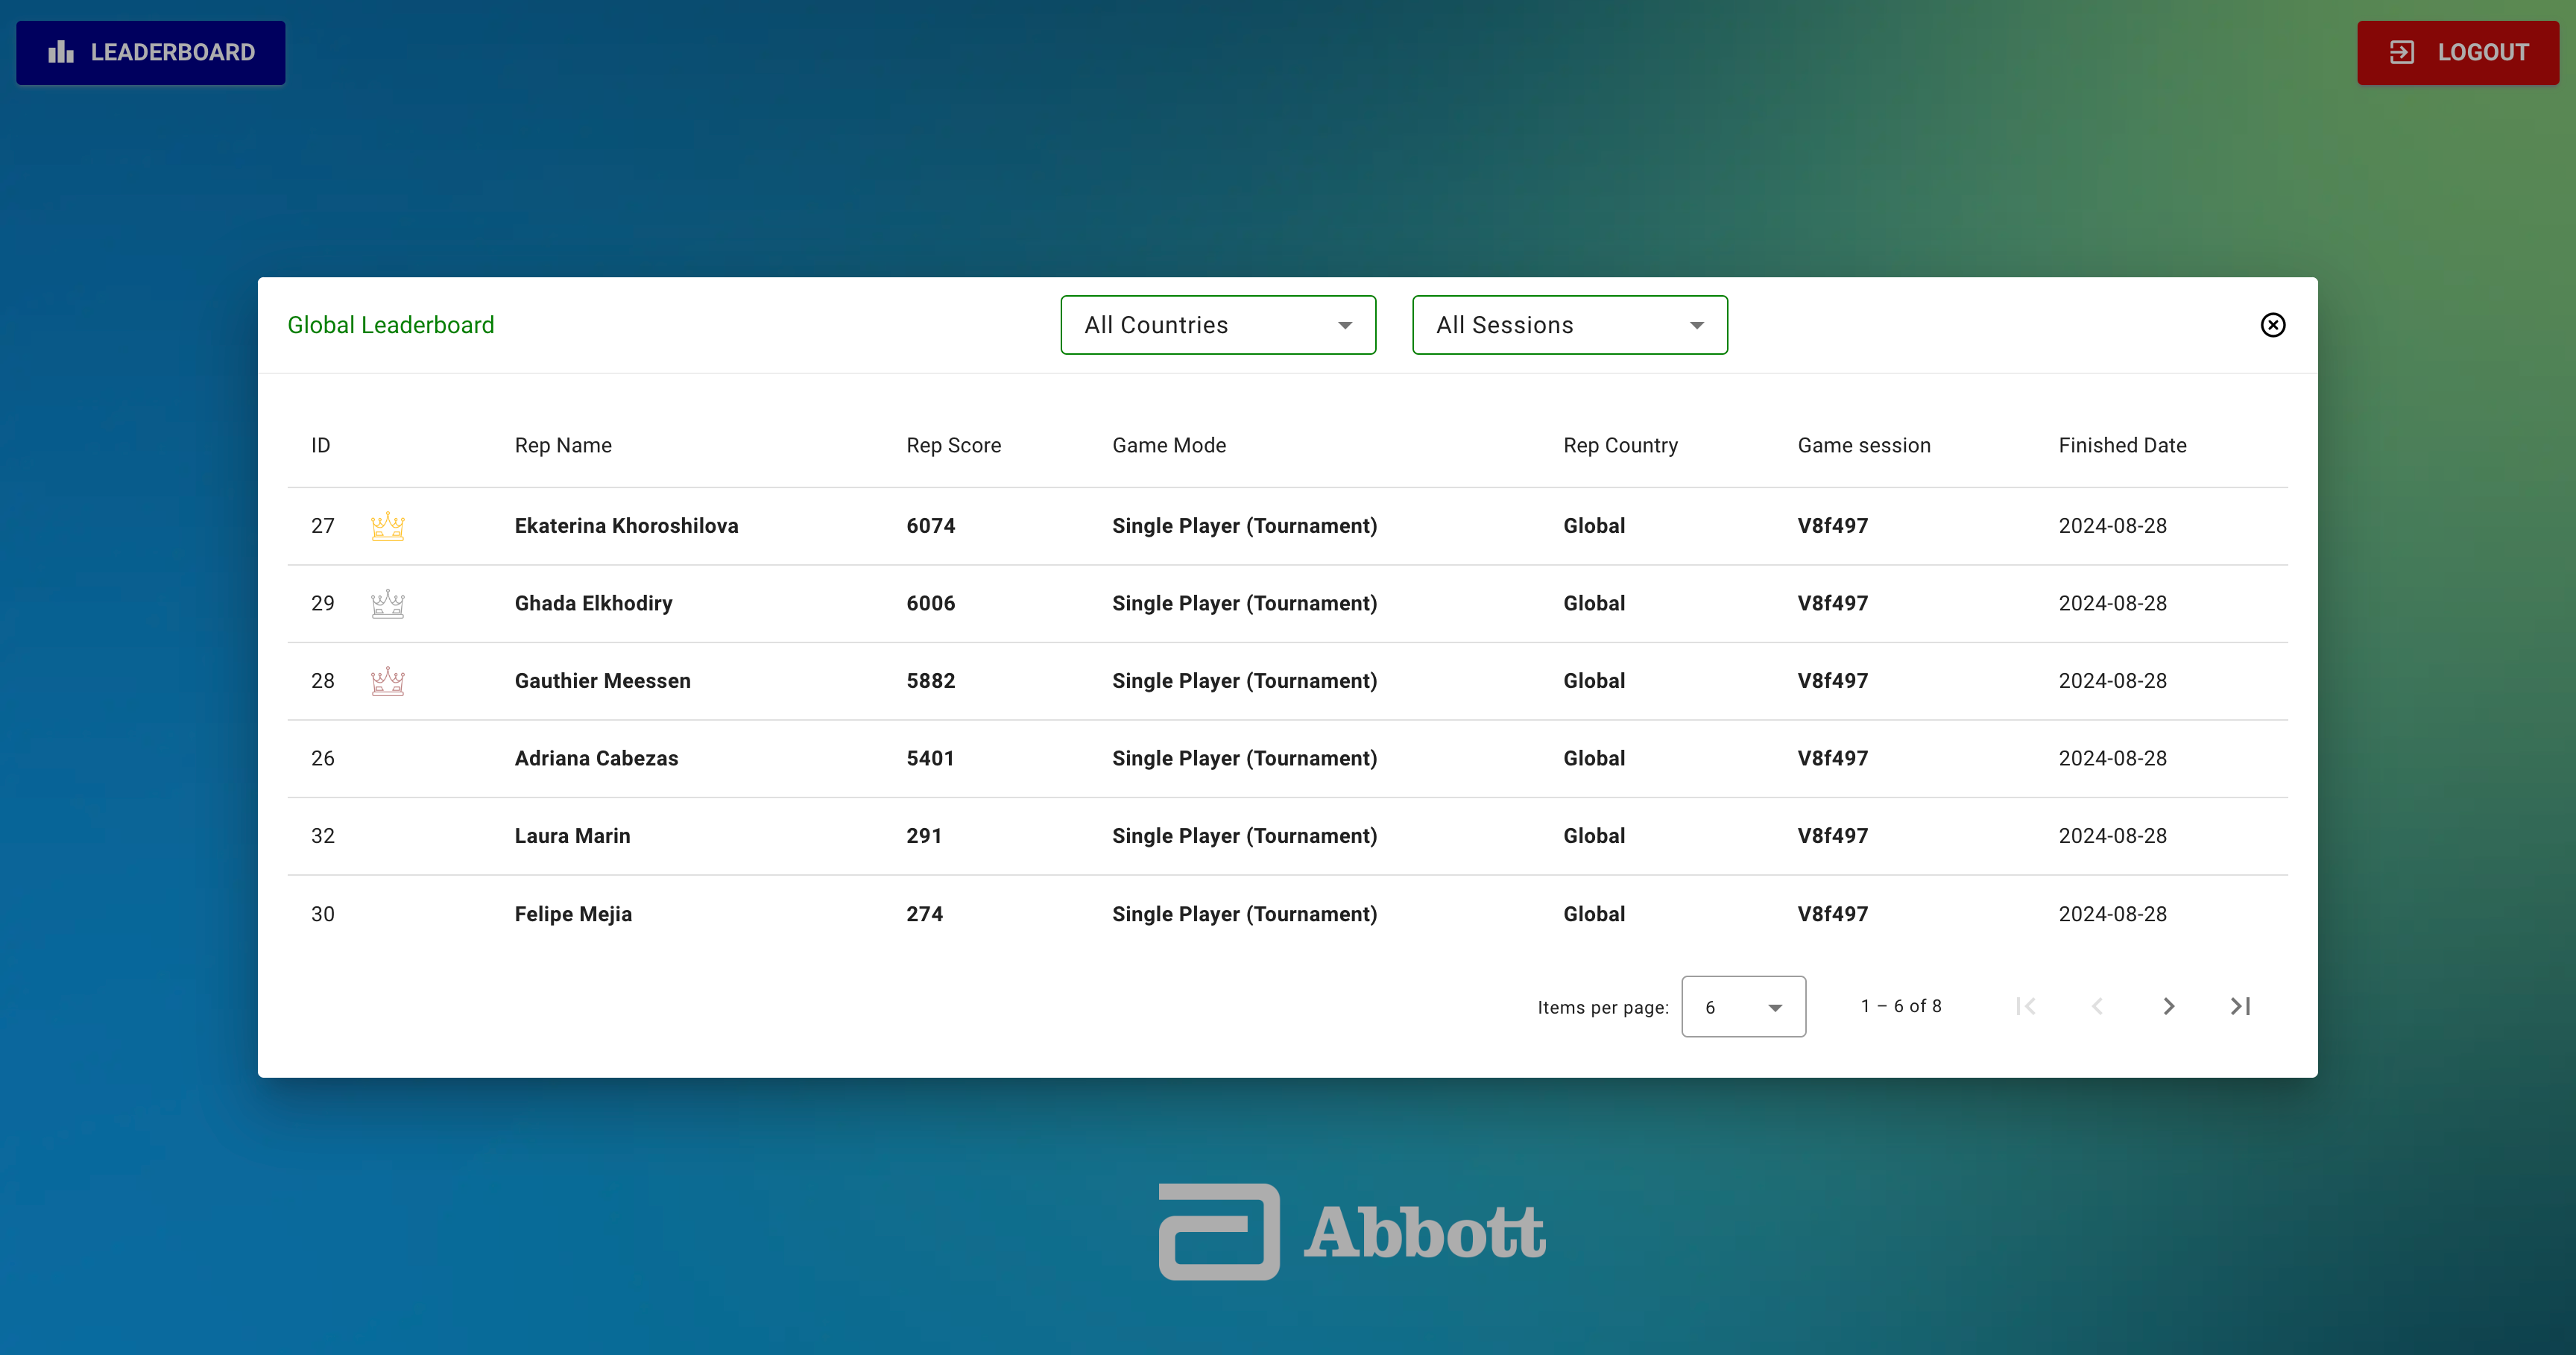 LEADERBOARD
LOGOUT
Global Leaderboard
All Countries
All Sessions
ID Rep Name Rep Score Game Mode Rep Country Game session Finished Date
27 Ekaterina Khoroshilova 6074 Single Player (Tournament) Global V8f497 2024-08-28
29 Ghada Elkhodiry 6006 Single Player (Tournament) Global V8f497 2024-08-28
28 Gauthier Meessen 5882 Single Player (Tournament) Global V8f497 2024-08-28
26 Adriana Cabezas 5401 Single Player (Tournament) Global V8f497 2024-08-28
32 Laura Marin 291 Single Player (Tournament) Global V8f497 2024-08-28
30 Felipe Mejia 274 Single Player (Tournament) Global V8f497 2024-08-28
Items per page: 6 1 – 6 of 8
Abbott